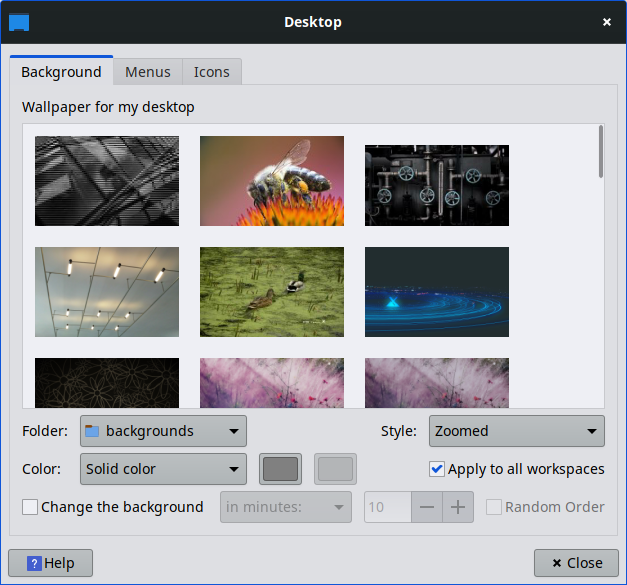 Desktop
Background Menus Icons
Wallpaper for my desktop
Folder: backgrounds Style: Zoomed
Color: Solid color Apply to all workspaces
Change the background in minutes: 10 Random Order
? Help Close